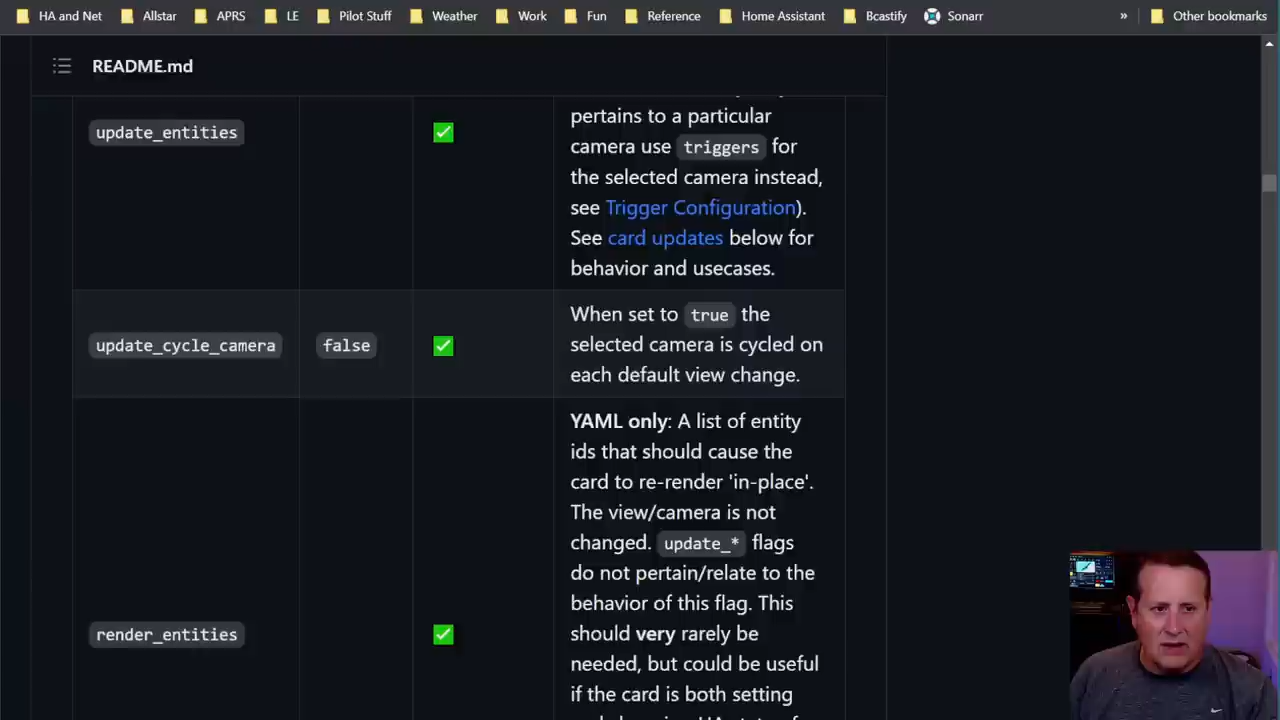 HA and Net Allstar APRS LE Pilot Stuff Weather Work Fun Reference Home Assistant Bcastify Sonarr » Other bookmarks
README.md
update_entities
pertains to a particular
camera use triggers for
the selected camera instead,
see Trigger Configuration).
See card updates below for
behavior and usecases.
update_cycle_camera
false
When set to true the
selected camera is cycled on
each default view change.
render_entities
YAML only: A list of entity
ids that should cause the
card to re-render 'in-place'.
The view/camera is not
changed. update_* flags
do not pertain/relate to the
behavior of this flag. This
should very rarely be
needed, but could be useful
if the card is both setting